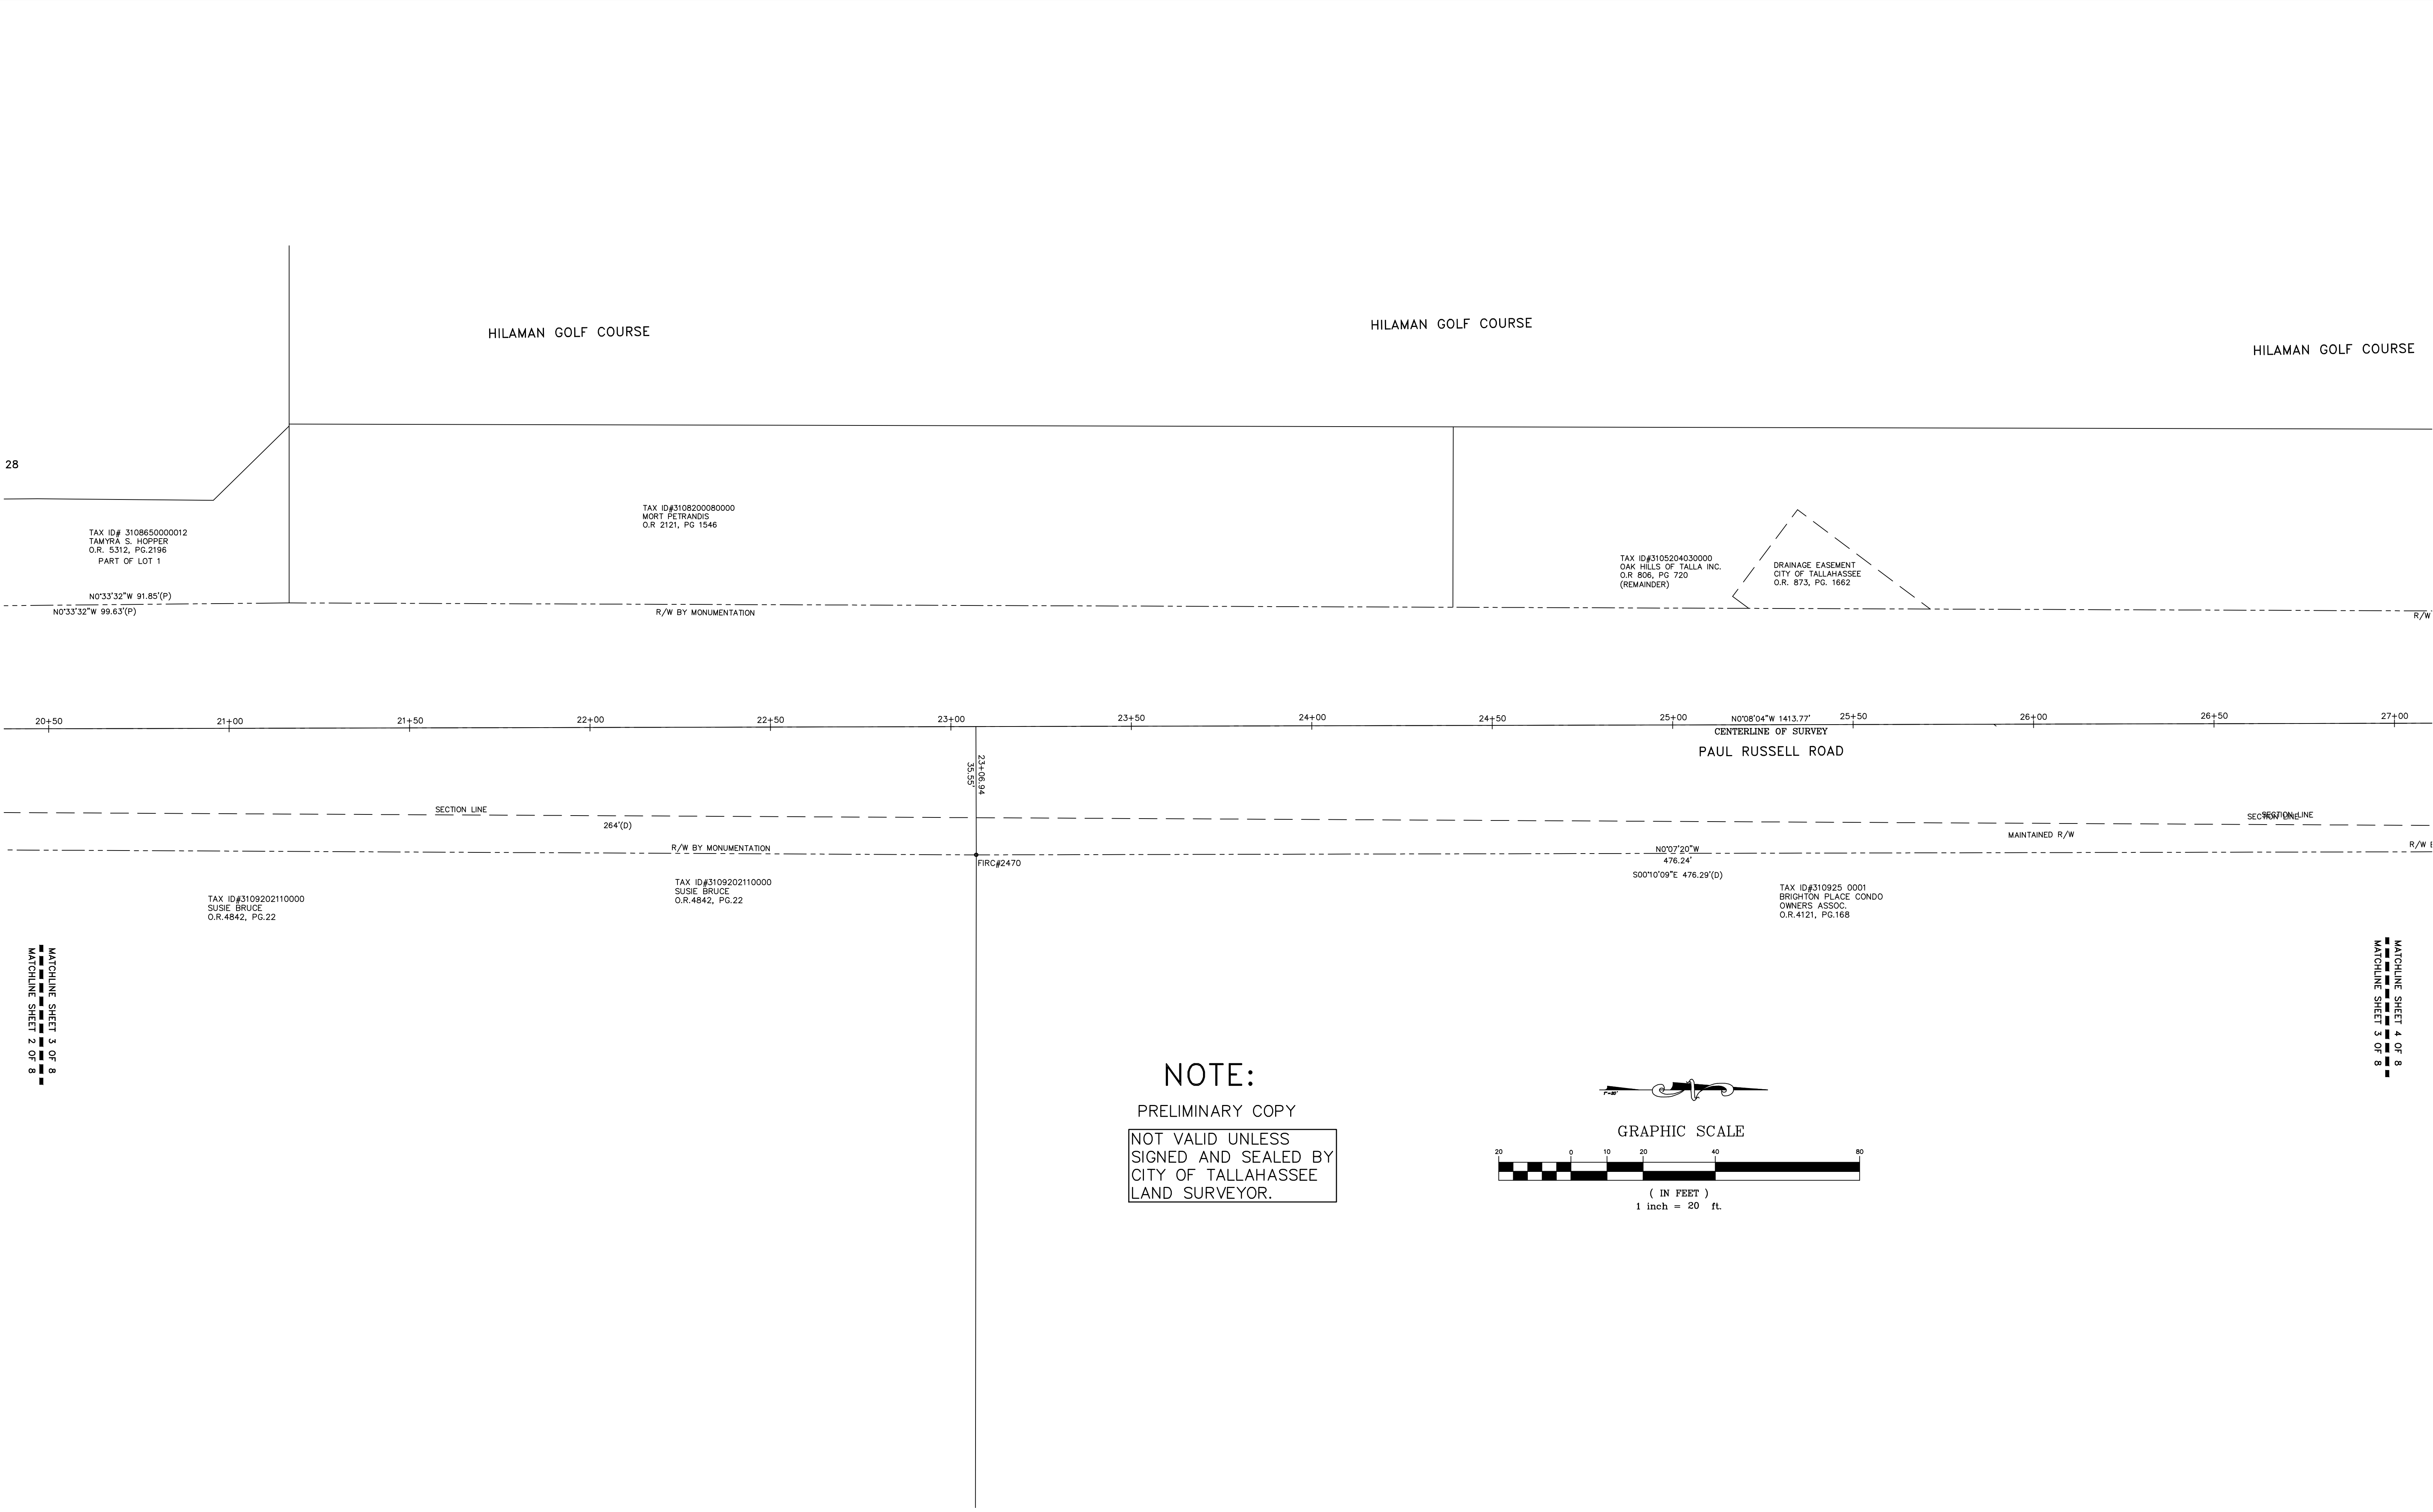 HILAMAN GOLF COURSE
HILAMAN GOLF COURSE
HILAMAN GOLF COURSE
28
TAX ID# 3108650000012
TAMYRA S. HOPPER
O.R. 5312, PG.2196
PART OF LOT 1
TAX ID#3108200080000
MORT PETRANDIS
O.R 2121, PG 1546
TAX ID#3105204030000
OAK HILLS OF TALLA INC.
O.R 806, PG 720
(REMAINDER)
DRAINAGE EASEMENT
CITY OF TALLAHASSEE
O.R. 873, PG. 1662
N0°33'32"W 91.85'(P)
N0°33'32"W 99.63'(P)
R/W BY MONUMENTATION
R/W
20+50
21+00
21+50
22+00
22+50
23+00
23+50
24+00
24+50
25+00
N0°08'04"W 1413.77'
25+50
26+00
26+50
27+00
CENTERLINE OF SURVEY
PAUL RUSSELL ROAD
23+06.94
35.55'
SECTION LINE
SECTION LINE
SECTION LINE
264'(D)
MAINTAINED R/W
R/W BY MONUMENTATION
N0°07'20"W
476.24'
R/W
FIRC#2470
S00°10'09"E 476.29'(D)
TAX ID#3109202110000
SUSIE BRUCE
O.R.4842, PG.22
TAX ID#3109202110000
SUSIE BRUCE
O.R.4842, PG.22
TAX ID#310925 0001
BRIGHTON PLACE CONDO
OWNERS ASSOC.
O.R.4121, PG.168
MATCHLINE SHEET 3 OF 8
MATCHLINE SHEET 2 OF 8
MATCHLINE SHEET 4 OF 8
MATCHLINE SHEET 3 OF 8
NOTE:
PRELIMINARY COPY
NOT VALID UNLESS
SIGNED AND SEALED BY
CITY OF TALLAHASSEE
LAND SURVEYOR.
1"=20'
GRAPHIC SCALE
20 0 10 20 40 80
( IN FEET )
1 inch = 20 ft.